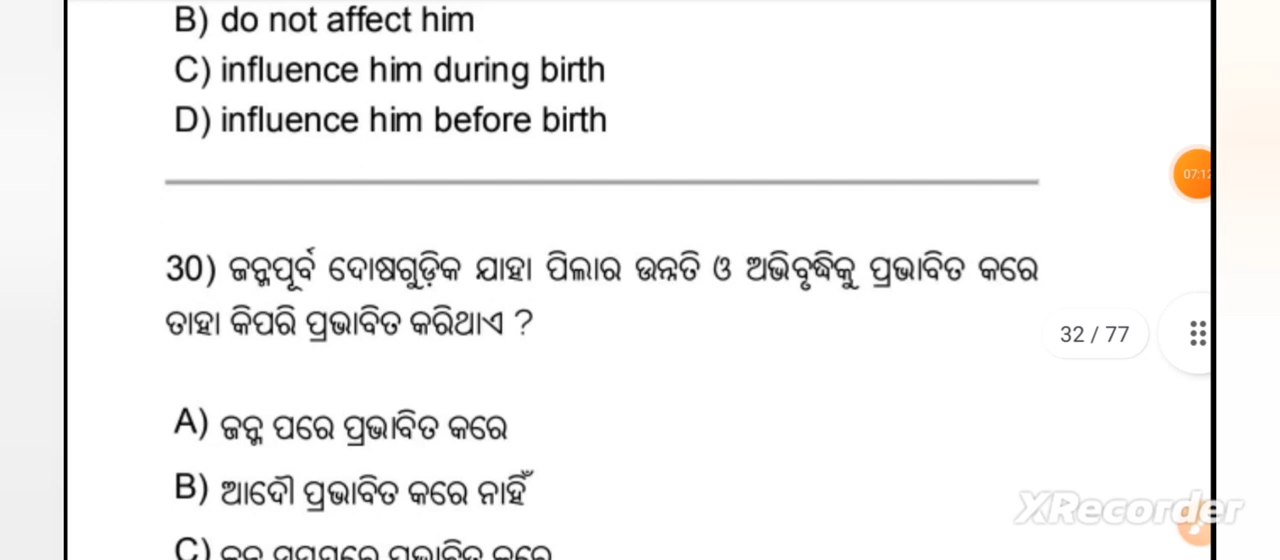 B) do not affect him
C) influence him during birth
D) influence him before birth
07:12
30) ଜନ୍ମପୂର୍ବ ଦୋଷଗୁଡ଼ିକ ଯାହା ପିଲାର ଉନ୍ନତି ଓ ଅଭିବୃଦ୍ଧିକୁ ପ୍ରଭାବିତ କରେ
ତାହା କିପରି ପ୍ରଭାବିତ କରିଥାଏ ?
32 / 77
A) ଜନ୍ମ ପରେ ପ୍ରଭାବିତ କରେ
B) ଆଦୌ ପ୍ରଭାବିତ କରେ ନାହିଁ
XRecorder
C)